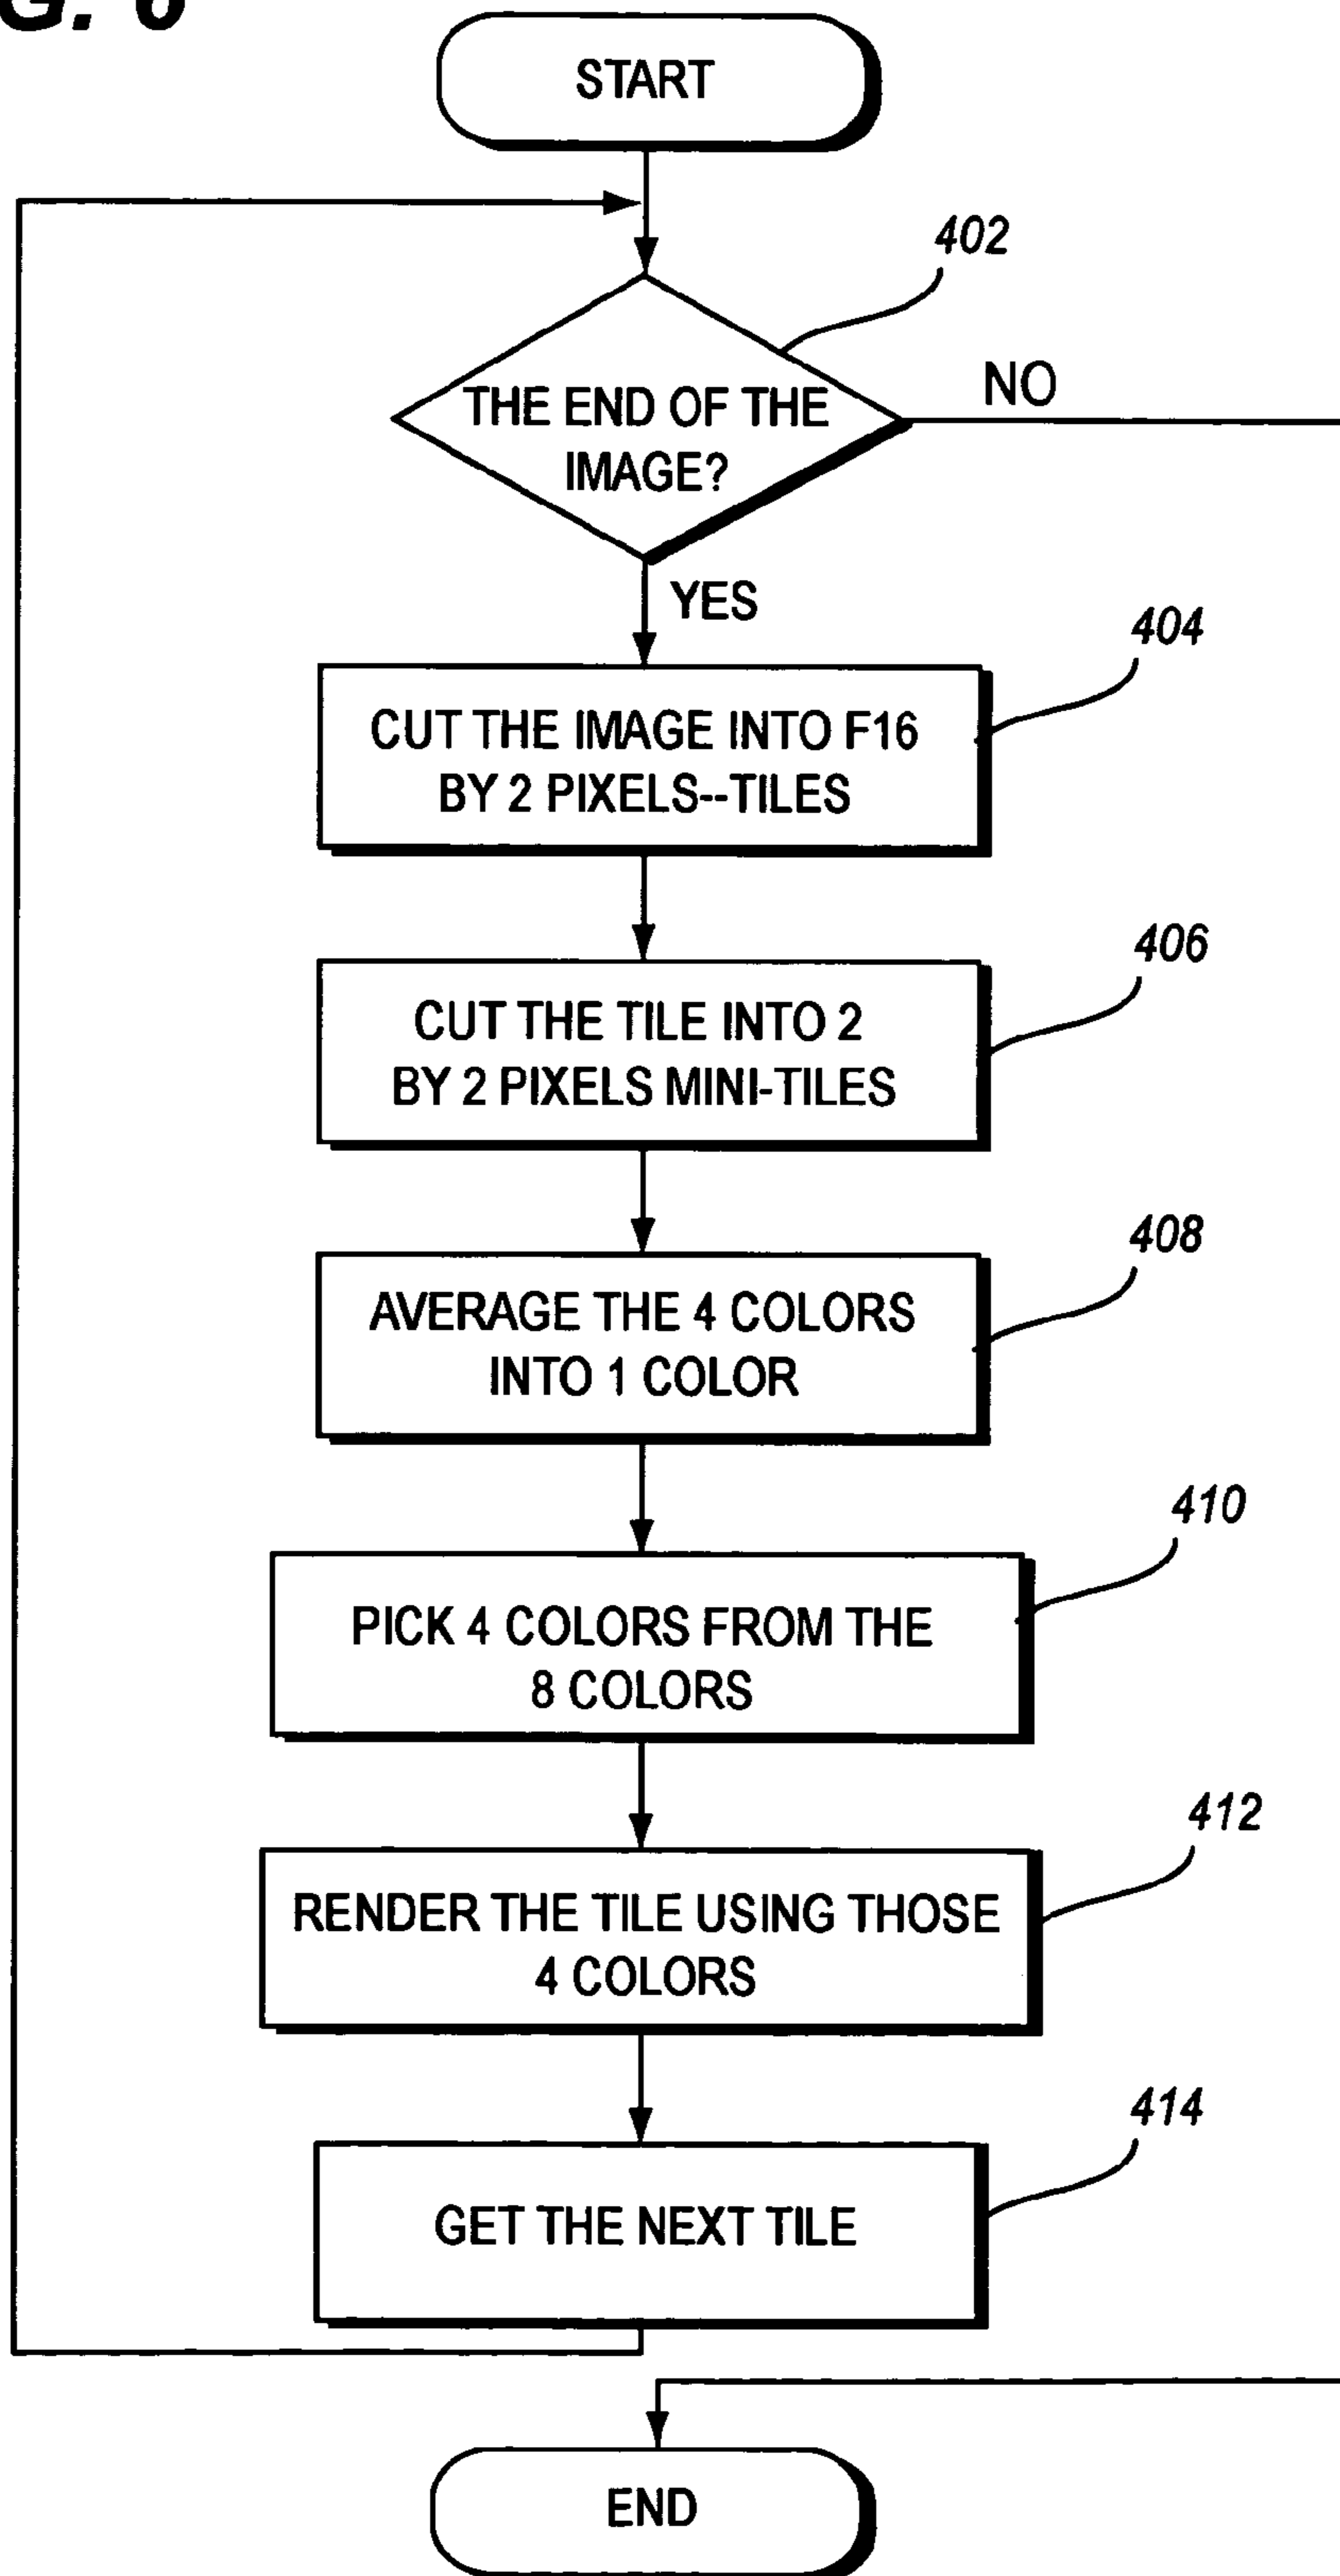 G. 6
START
402
THE END OF THE
IMAGE?
NO
YES
404
CUT THE IMAGE INTO F16
BY 2 PIXELS--TILES
406
CUT THE TILE INTO 2
BY 2 PIXELS MINI-TILES
408
AVERAGE THE 4 COLORS
INTO 1 COLOR
410
PICK 4 COLORS FROM THE
8 COLORS
412
RENDER THE TILE USING THOSE
4 COLORS
414
GET THE NEXT TILE
END